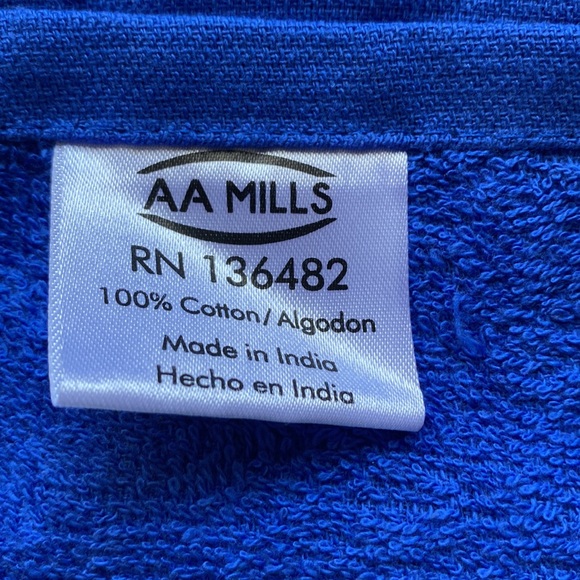 AA MILLS
RN 136482
100% Cotton/Algodon
Made in India
Hecho en India